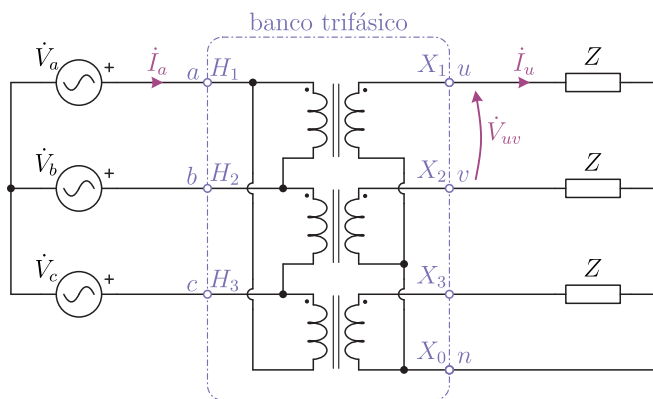 banco trifásico
V̇a + İa a H1 X1 u İu Z
V̇uv
V̇b + b H2 X2 v Z
V̇c + c H3 X3 Z
X0 n